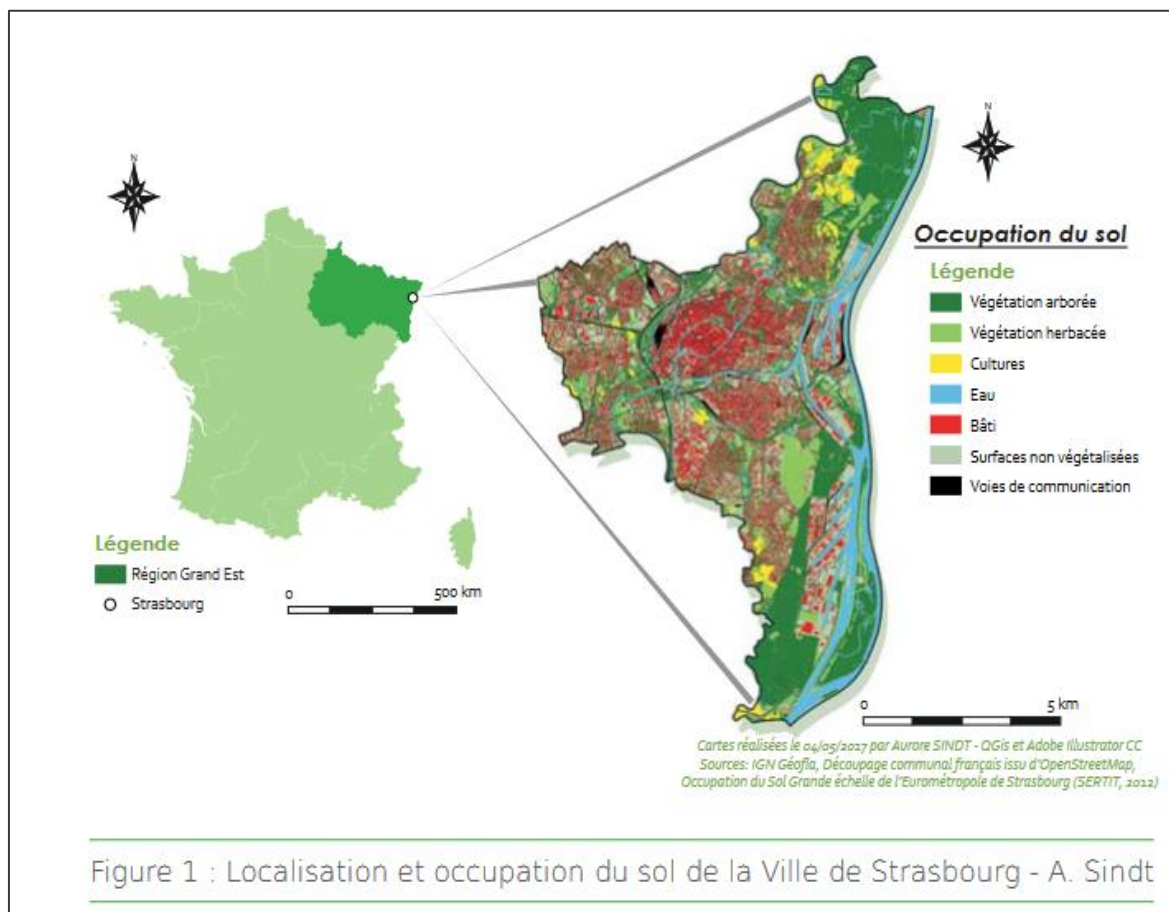 N
N
Occupation du sol
Légende
Végétation arborée
Végétation herbacée
Cultures
Eau
Bâti
Surfaces non végétalisées
Voies de communication
Légende
Région Grand Est
Strasbourg
0 500 km
0 5 km
Cartes réalisées le 04/05/2017 par Aurore SINDT - QGis et Adobe Illustrator CC
Sources: IGN Géofla, Découpage communal français issu d'OpenStreetMap,
Occupation du Sol Grande échelle de l'Eurométropole de Strasbourg (SERTIT, 2012)
Figure 1 : Localisation et occupation du sol de la Ville de Strasbourg - A. Sindt